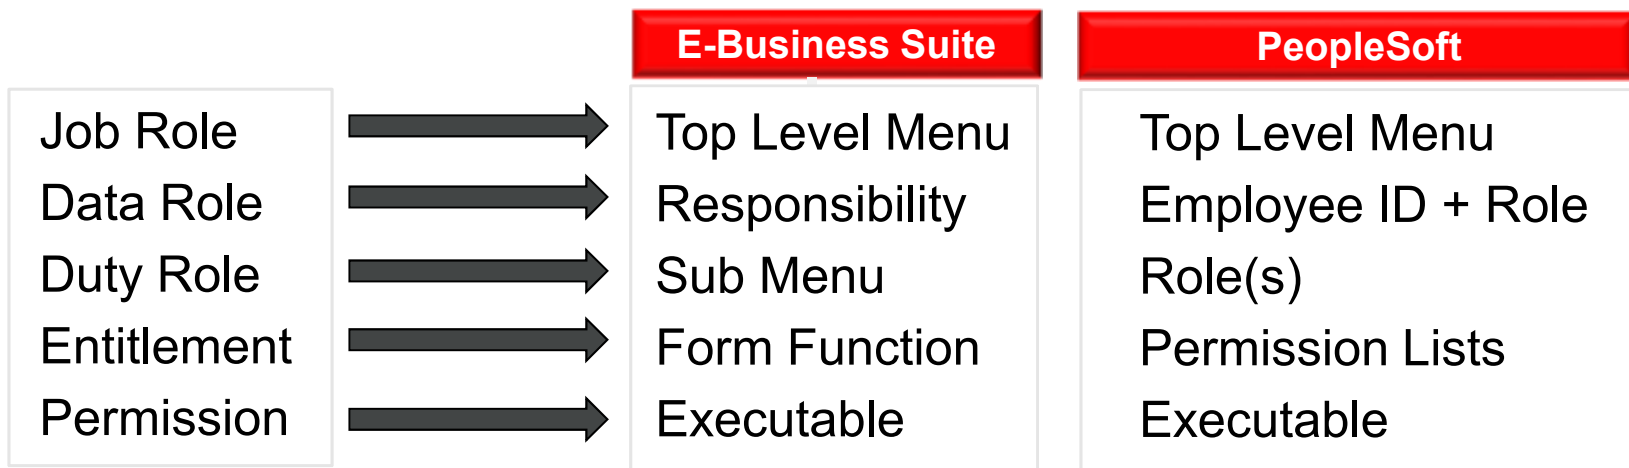 E-Business Suite PeopleSoft
Job Role Top Level Menu Top Level Menu
Data Role Responsibility Employee ID + Role
Duty Role Sub Menu Role(s)
Entitlement Form Function Permission Lists
Permission Executable Executable